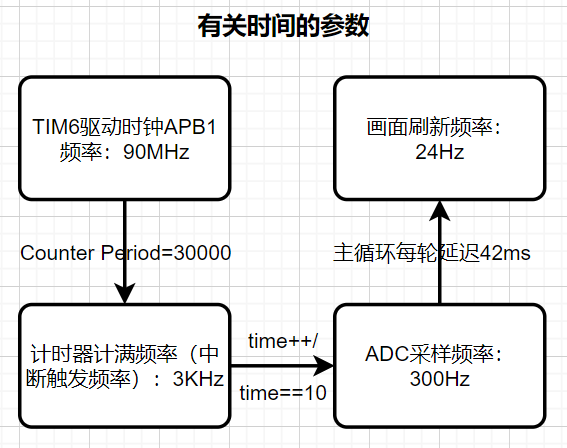 有关时间的参数
TIM6驱动时钟APB1
频率：90MHz
画面刷新频率：
24Hz
Counter Period=30000
主循环每轮延迟42ms
计时器计满频率（中
断触发频率）：3KHz
time++/
time==10
ADC采样频率：
300Hz